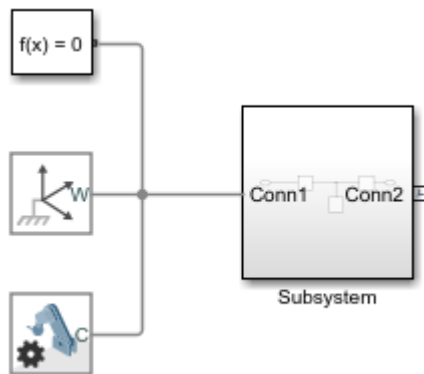 f(x) = 0
W
Conn1 Conn2
Subsystem
C